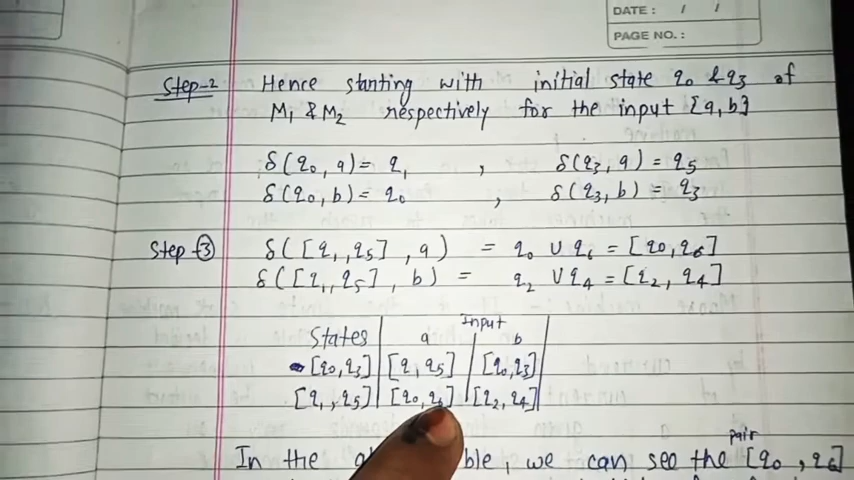 DATE : / /
PAGE NO. :
Step-2 Hence starting with initial state q0 & q3 of
M1 & M2 respectively for the input [a, b]
δ(q0, a) = q1 , δ(q3, a) = q5
δ(q0, b) = q0 , δ(q3, b) = q3
Step-3 δ([q1, q5], a) = q0 ∪ q6 = [q0, q6]
δ([q1, q5], b) = q2 ∪ q4 = [q2, q4]
Input
States a b
→[q0, q3] [q, q5] [q0, q3]
[q1, q5] [q0, q6] [q2, q4]
pair
In the ble, we can see the [q0, q6]